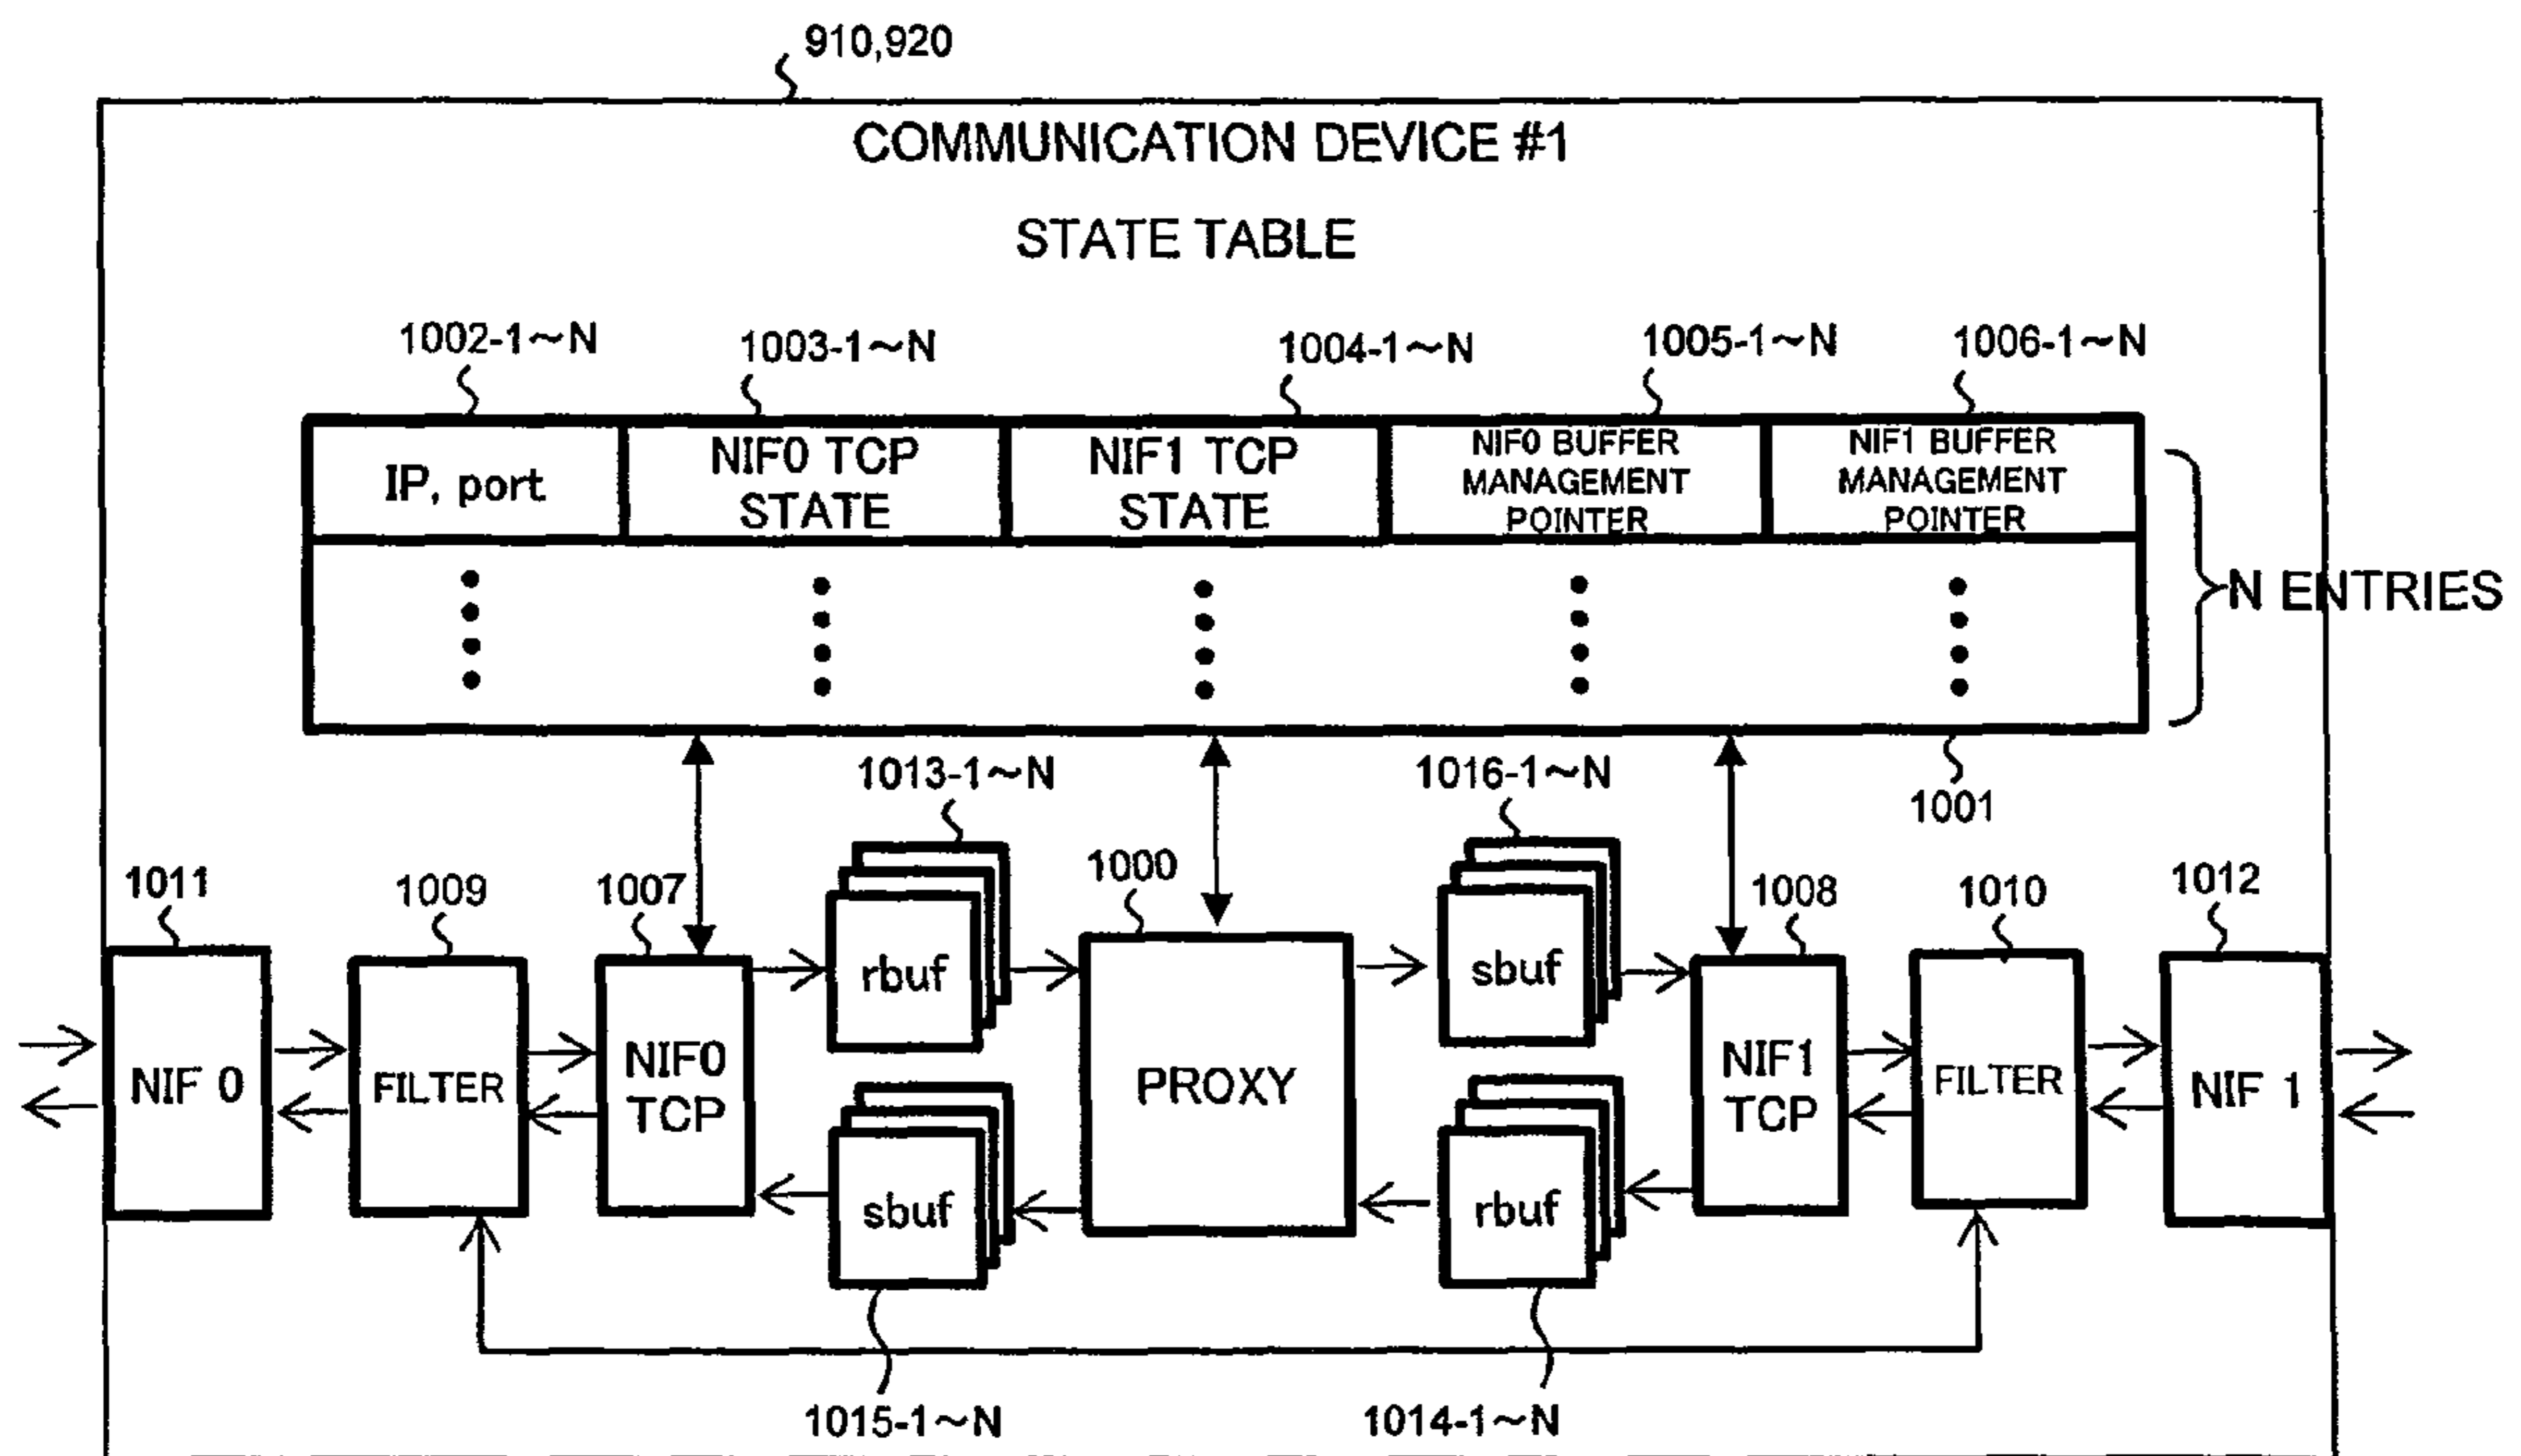 910,920
COMMUNICATION DEVICE #1
STATE TABLE
1002-1～N
1003-1～N
1004-1～N
1005-1～N
1006-1～N
IP, port
NIF0 TCP
STATE
NIF1 TCP
STATE
NIF0 BUFFER
MANAGEMENT
POINTER
NIF1 BUFFER
MANAGEMENT
POINTER
N ENTRIES
1013-1～N
1016-1～N
1001
1011
1009
1007
1000
1008
1010
1012
NIF 0
FILTER
NIF0
TCP
rbuf
sbuf
PROXY
sbuf
rbuf
NIF1
TCP
FILTER
NIF 1
1015-1～N
1014-1～N